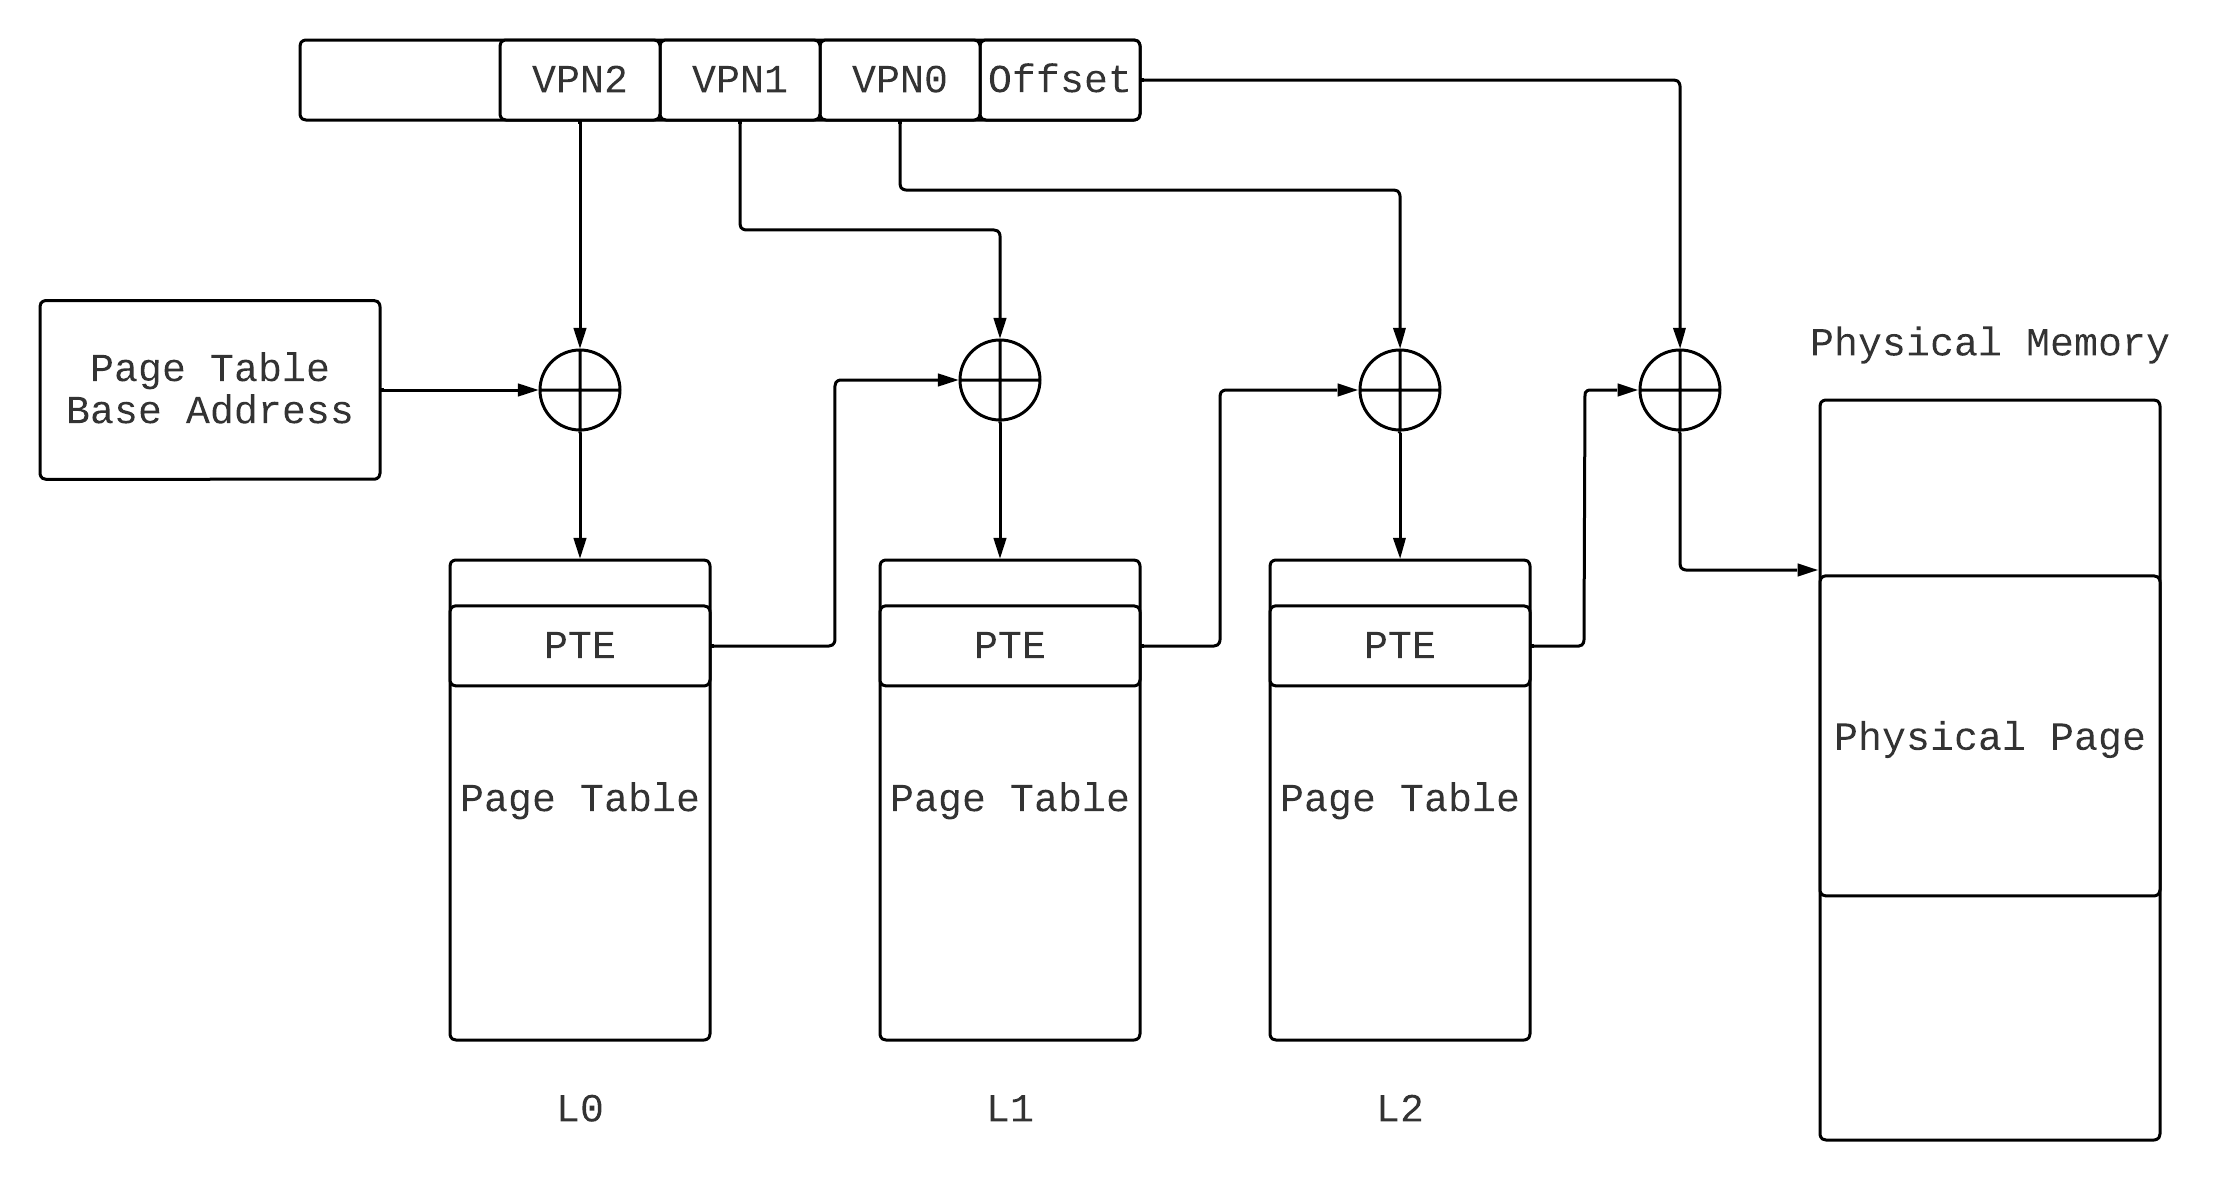 VPN2
VPN1
VPN0
Offset
Page Table
Base Address
Physical Memory
PTE
PTE
PTE
Physical Page
Page Table
Page Table
Page Table
L0
L1
L2